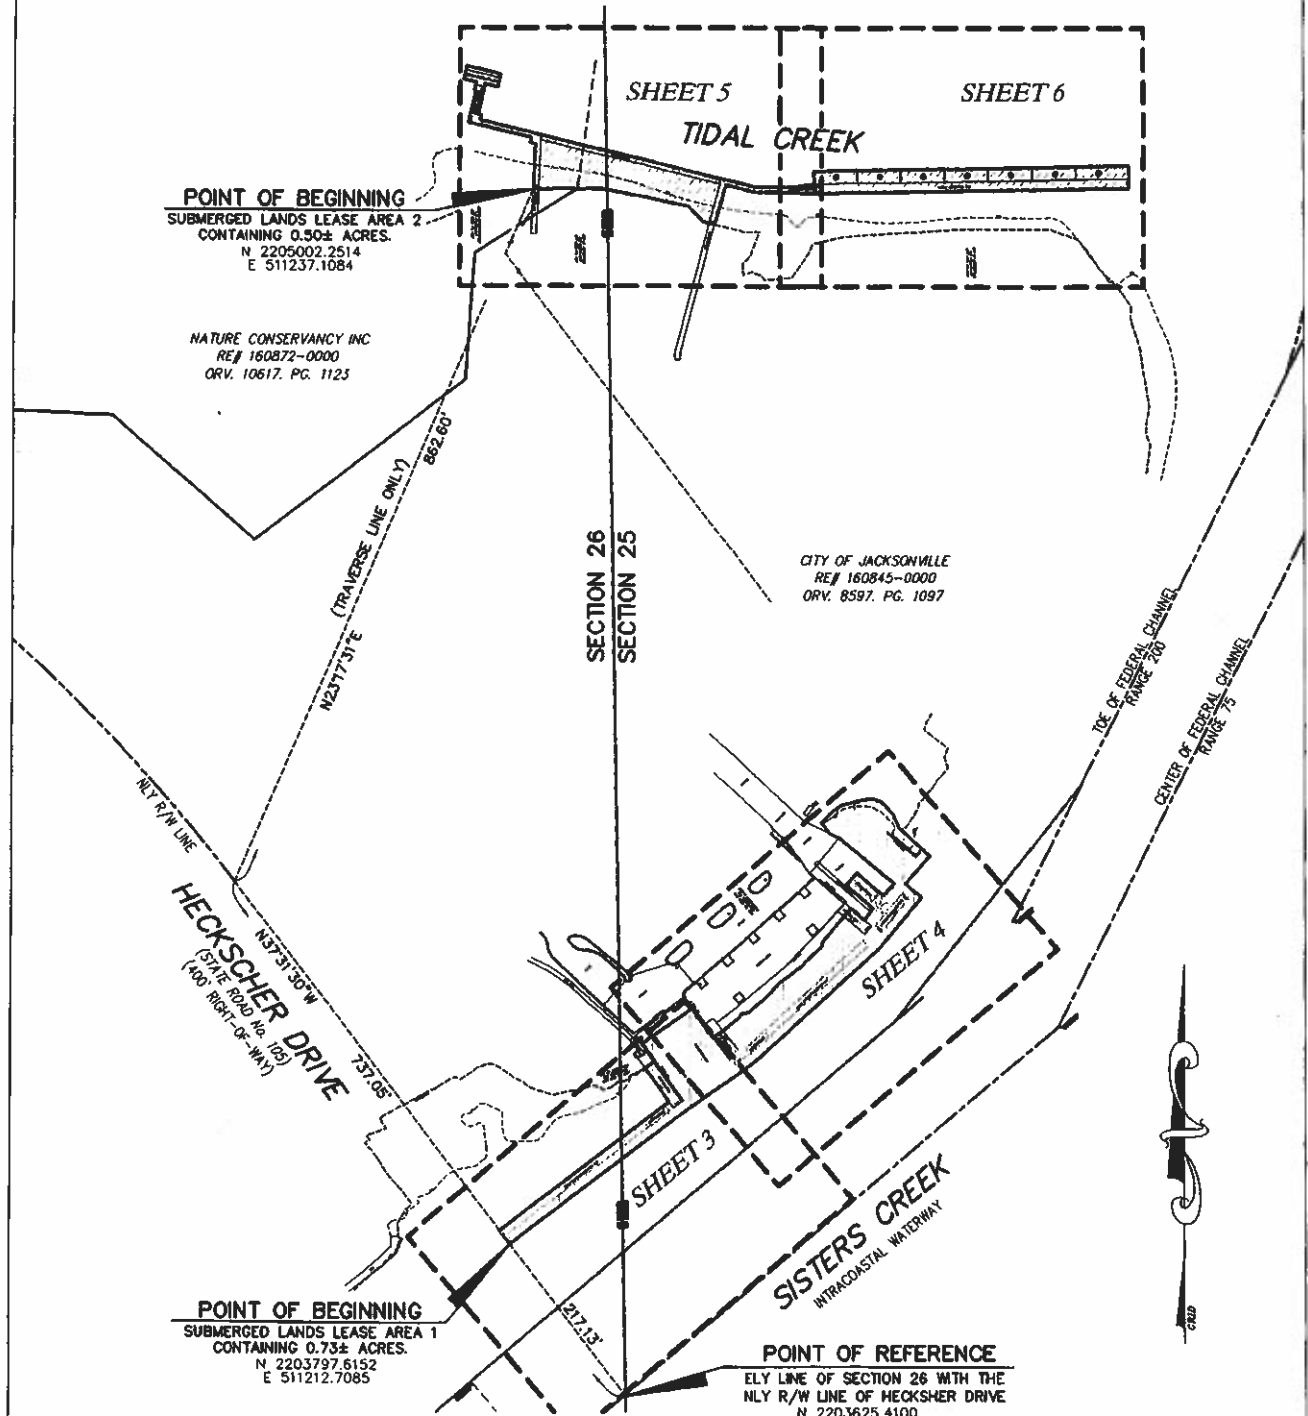 SHEET 5
SHEET 6
TIDAL CREEK
POINT OF BEGINNING
SUBMERGED LANDS LEASE AREA 2
CONTAINING 0.50± ACRES.
N 2205002.2514
E 511237.1084
NATURE CONSERVANCY INC
RE# 160872-0000
ORV. 10617. PG. 1123
(TRAVERSE LINE ONLY)
862.60'
N23°17'31"E
SECTION 26
SECTION 25
CITY OF JACKSONVILLE
RE# 160845-0000
ORV. 8597. PG. 1097
TOE OF FEDERAL CHANNEL
RANGE 200
CENTER OF FEDERAL CHANNEL
RANGE 75
NLY R/W LINE
HECKSCHER DRIVE
(STATE ROAD No. 105)
(400' RIGHT-OF-WAY)
N37°31'30"W
737.05'
SHEET 4
SHEET 3
SISTERS CREEK
INTRACOASTAL WATERWAY
GRID
POINT OF BEGINNING
SUBMERGED LANDS LEASE AREA 1
CONTAINING 0.73± ACRES.
N 2203797.6152
E 511212.7085
217.13'
POINT OF REFERENCE
ELY LINE OF SECTION 26 WITH THE
NLY R/W LINE OF HECKSHER DRIVE
N 2203625.4100